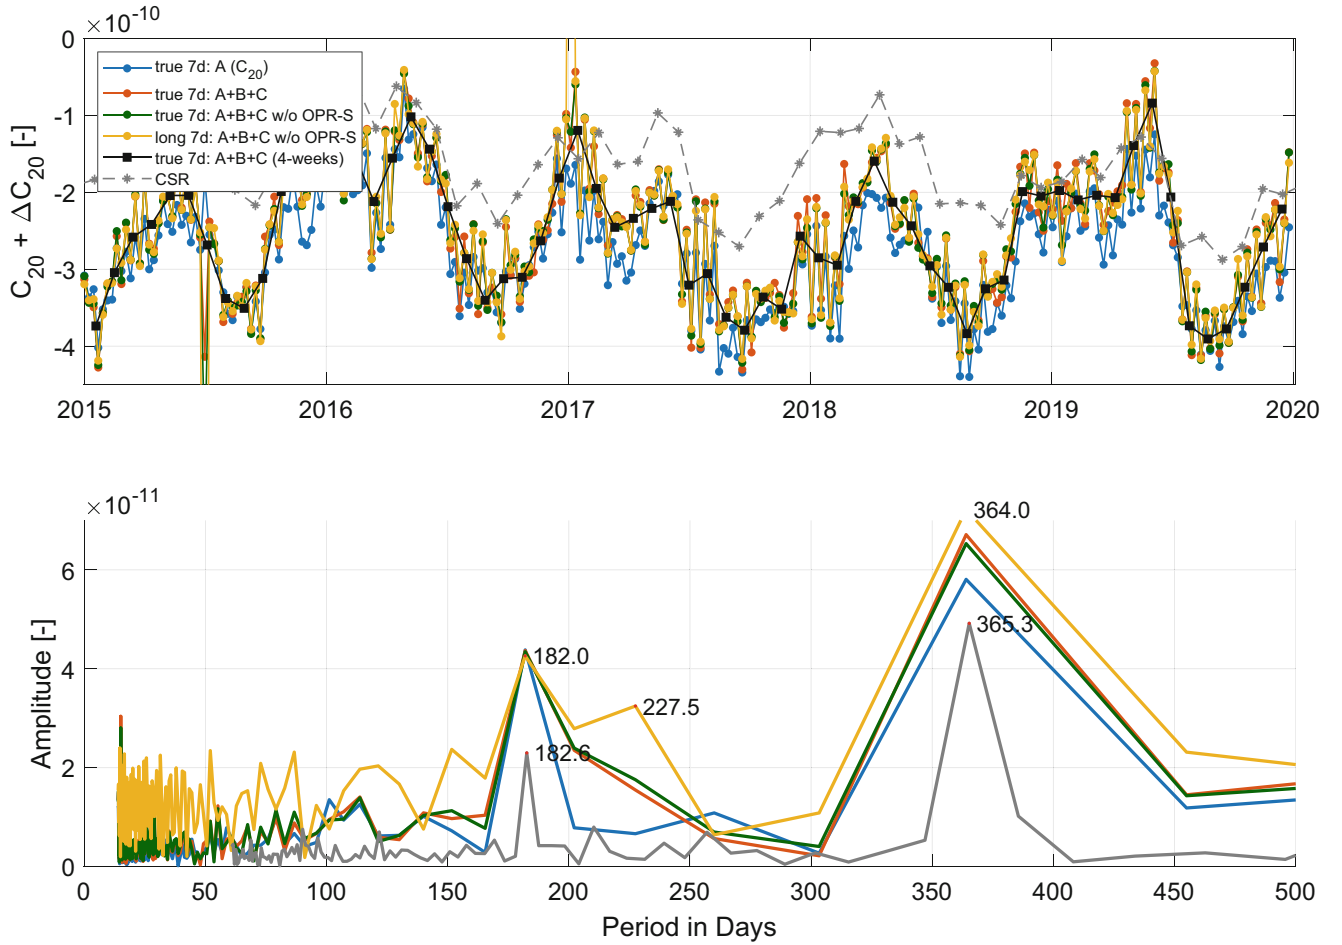 ×10⁻¹⁰
0
-1
-2
-3
-4
C₂₀ + ΔC₂₀ [-]
true 7d: A (C₂₀)
true 7d: A+B+C
true 7d: A+B+C w/o OPR-S
long 7d: A+B+C w/o OPR-S
true 7d: A+B+C (4-weeks)
CSR
2015 2016 2017 2018 2019 2020
×10⁻¹¹
6
4
2
0
Amplitude [-]
364.0
365.3
182.0
227.5
182.6
0 50 100 150 200 250 300 350 400 450 500
Period in Days